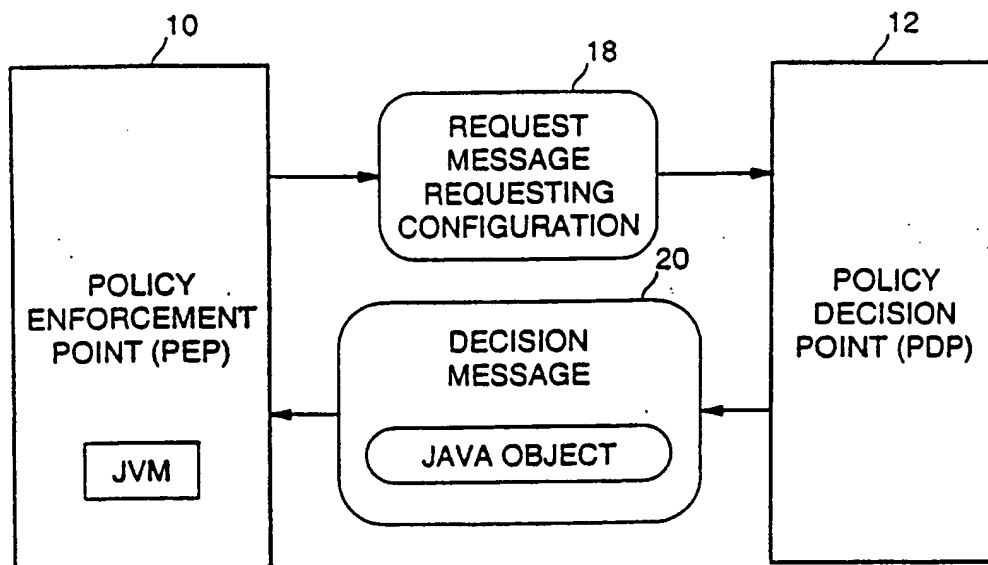 10
18
12
REQUEST
MESSAGE
REQUESTING
CONFIGURATION
20
POLICY
ENFORCEMENT
POINT (PEP)
DECISION
MESSAGE
POLICY
DECISION
POINT (PDP)
JVM
JAVA OBJECT